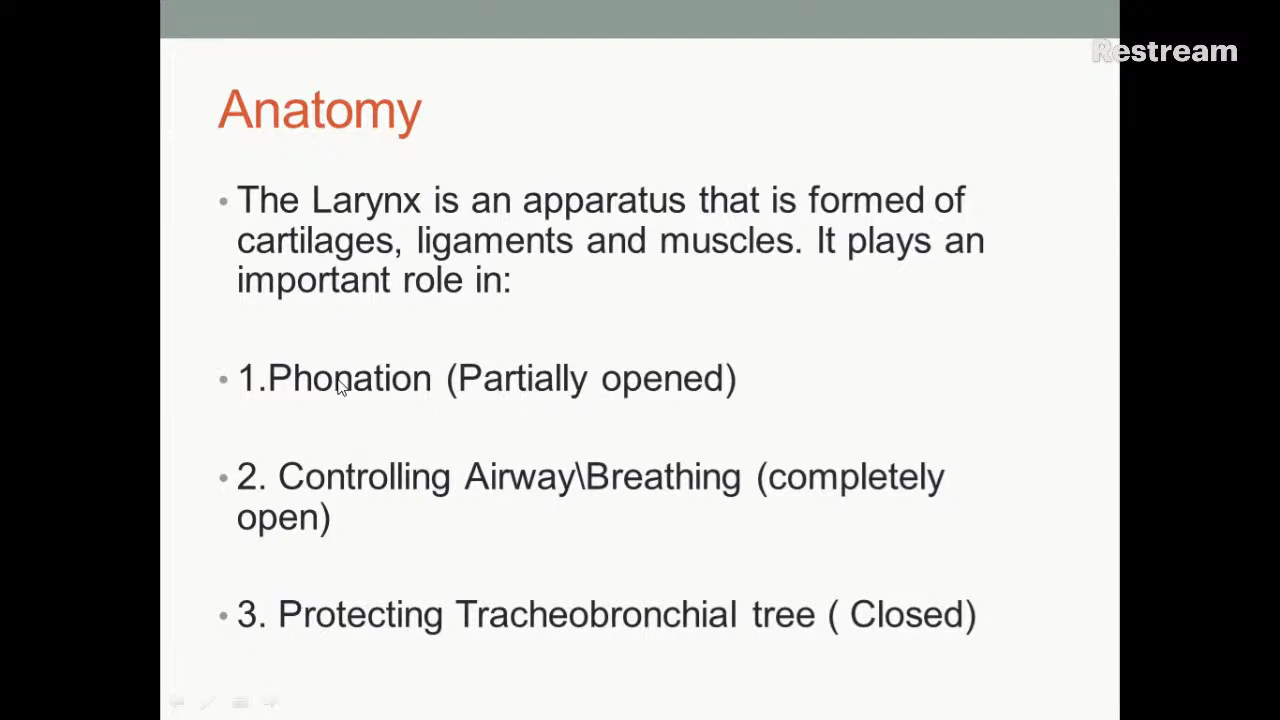 Restream
Anatomy
• The Larynx is an apparatus that is formed of
cartilages, ligaments and muscles. It plays an
important role in:
• 1.Phonation (Partially opened)
• 2. Controlling Airway\Breathing (completely
open)
• 3. Protecting Tracheobronchial tree ( Closed)